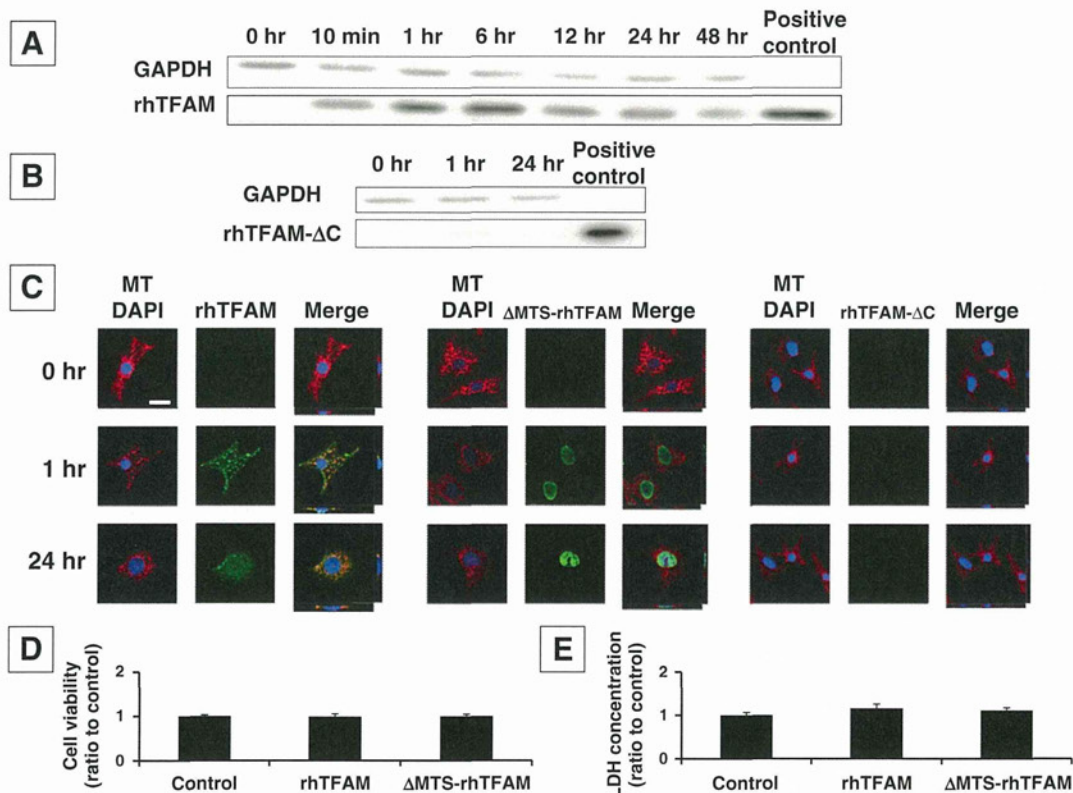 A
0 hr 10 min 1 hr 6 hr 12 hr 24 hr 48 hr Positive control
GAPDH
rhTFAM
B
0 hr 1 hr 24 hr Positive control
GAPDH
rhTFAM-ΔC
C
MT DAPI rhTFAM Merge MT DAPI ΔMTS-rhTFAM Merge MT DAPI rhTFAM-ΔC Merge
0 hr
1 hr
24 hr
D
Cell viability
(ratio to control)
2
1
0
Control rhTFAM ΔMTS-rhTFAM
E
LDH concentration
(ratio to control)
2
1
0
Control rhTFAM ΔMTS-rhTFAM